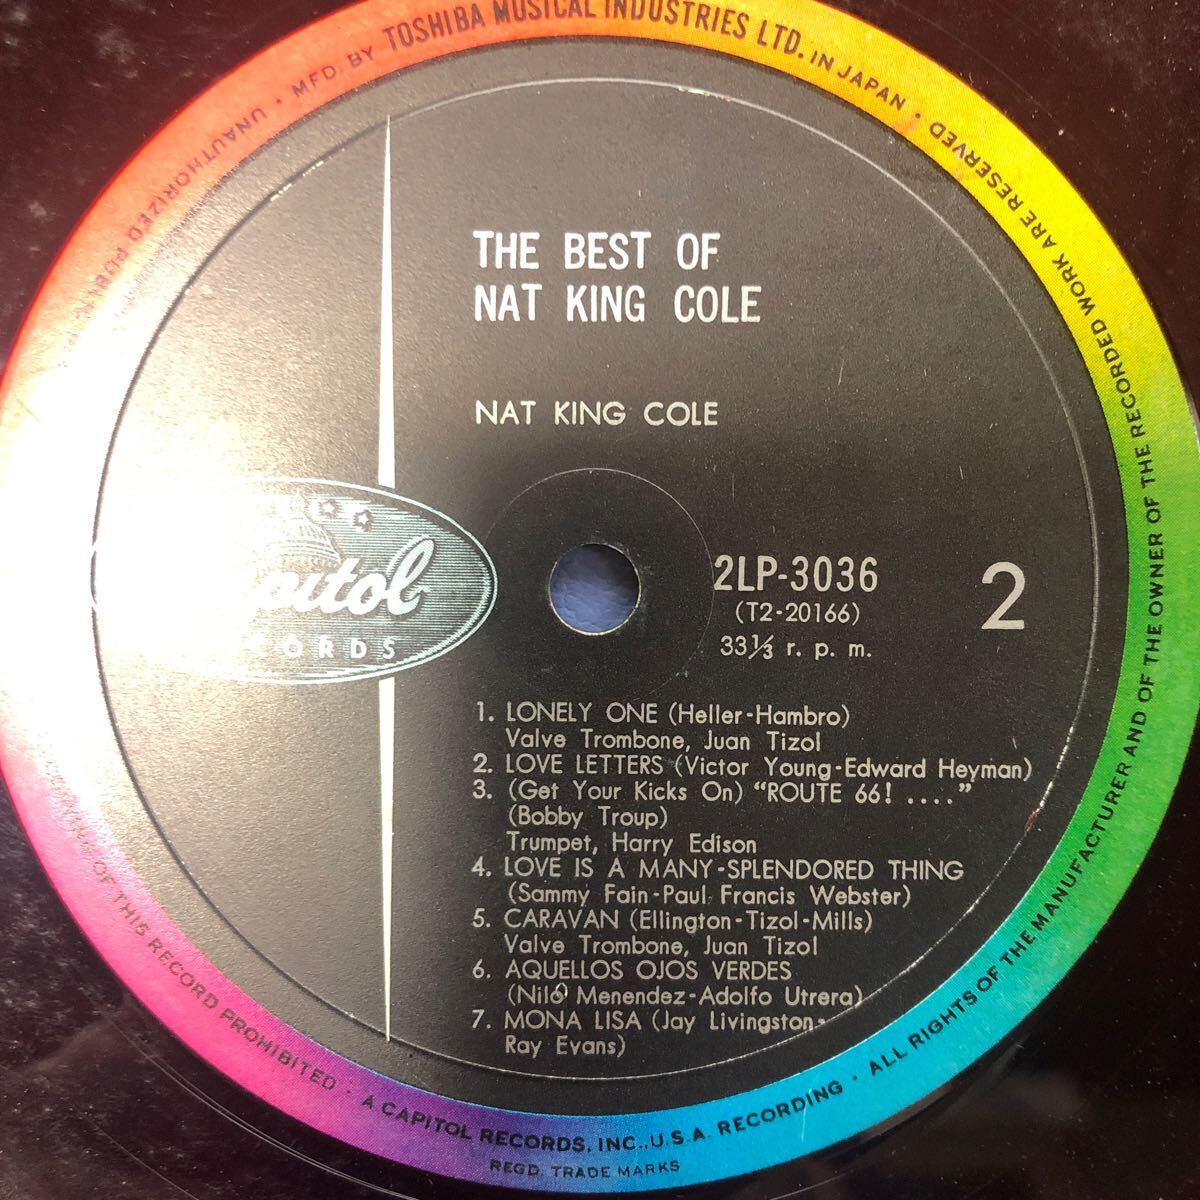 MFD. BY TOSHIBA MUSICAL INDUSTRIES LTD. IN JAPAN · ALL RIGHTS OF THE MANUFACTURER AND OF THE OWNER OF THE RECORDED WORK ARE RESERVED
UNAUTHORIZED
OF THIS RECORD PROHIBITED · A CAPITOL RECORDS, INC., U.S.A. RECORDING ·
REGD. TRADE MARKS
THE BEST OF
NAT KING COLE
NAT KING COLE
Capitol
RECORDS
2LP-3036
(T2-20166)
33⅓ r. p. m.
2
1. LONELY ONE (Heller-Hambro)
Valve Trombone, Juan Tizol
2. LOVE LETTERS (Victor Young-Edward Heyman)
3. (Get Your Kicks On) “ROUTE 66! ....”
(Bobby Troup)
Trumpet, Harry Edison
4. LOVE IS A MANY-SPLENDORED THING
(Sammy Fain-Paul Francis Webster)
5. CARAVAN (Ellington-Tizol-Mills)
Valve Trombone, Juan Tizol
6. AQUELLOS OJOS VERDES
(Nilo Menendez-Adolfo Utrera)
7. MONA LISA (Jay Livingston-
Ray Evans)